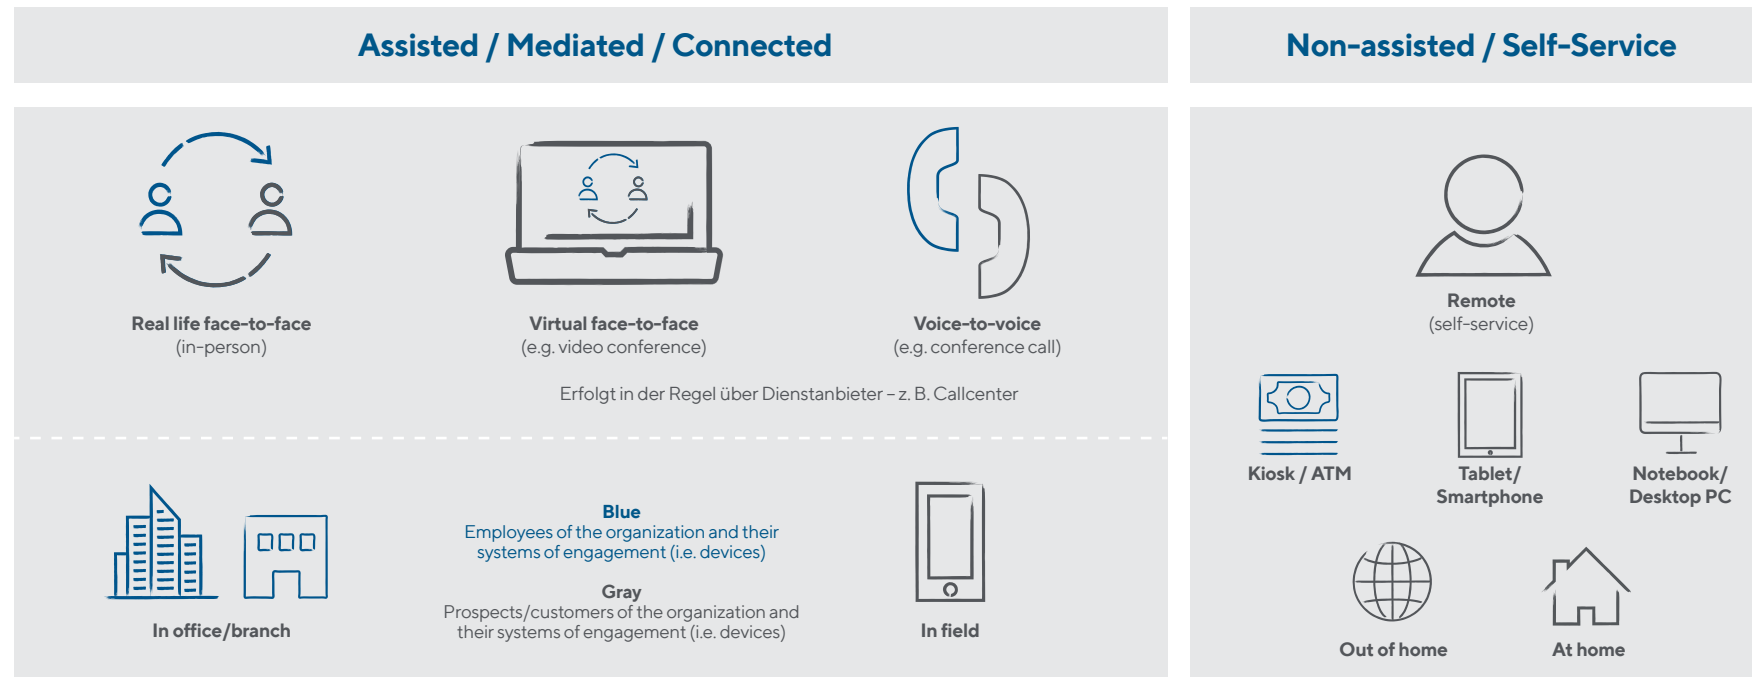 Assisted / Mediated / Connected
Non-assisted / Self-Service
Real life face-to-face
(in-person)
Virtual face-to-face
(e.g. video conference)
Voice-to-voice
(e.g. conference call)
Erfolgt in der Regel über Dienstanbieter – z. B. Callcenter
In office/branch
Blue
Employees of the organization and their
systems of engagement (i.e. devices)
Gray
Prospects/customers of the organization and
their systems of engagement (i.e. devices)
In field
Remote
(self-service)
Kiosk / ATM
Tablet/
Smartphone
Notebook/
Desktop PC
Out of home
At home